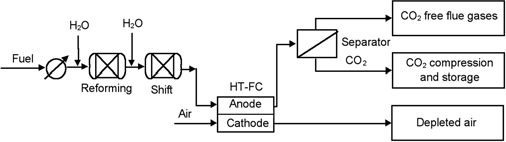 H₂O
H₂O
Fuel
Reforming
Shift
Air
HT-FC
Anode
Cathode
Separator
CO₂
CO₂ free flue gases
CO₂ compression
and storage
Depleted air